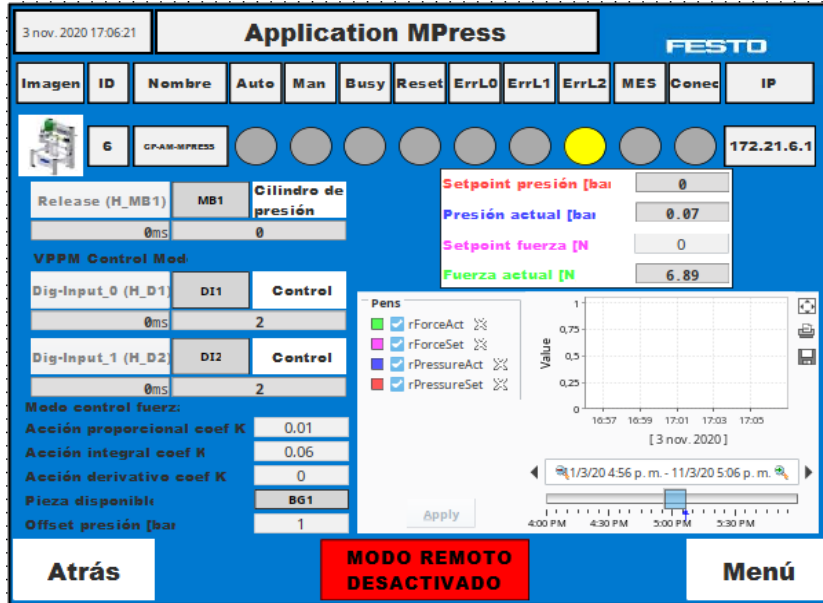 3 nov. 2020 17:06:21
Application MPress
FESTO
Imagen ID Nombre Auto Man Busy Reset ErrL0 ErrL1 ErrL2 MES Conec IP
6 CP-AM-MPRESS 172.21.6.1
Release (H_MB1) MB1 Cilindro de
presión
0ms 0
VPPM Control Mod
Dig-Input_0 (H_D1) DI1 Control
0ms 2
Dig-Input_1 (H_D2) DI2 Control
0ms 2
Modo control fuerz
Acción proporcional coef K 0.01
Acción integral coef K 0.06
Acción derivativo coef K 0
Pieza disponible BG1
Offset presión [bar 1
Setpoint presión [bar 0
Presión actual [bar 0.07
Setpoint fuerza [N 0
Fuerza actual [N 6.89
Pens
rForceAct
rForceSet
rPressureAct
rPressureSet
Apply
Value
1
0,75
0,5
0,25
0
16:57 16:59 17:01 17:03 17:05
[3 nov. 2020]
1/3/20 4:56 p. m. - 11/3/20 5:06 p. m.
4:00 PM 4:30 PM 5:00 PM 5:30 PM
Atrás
MODO REMOTO
DESACTIVADO
Menú